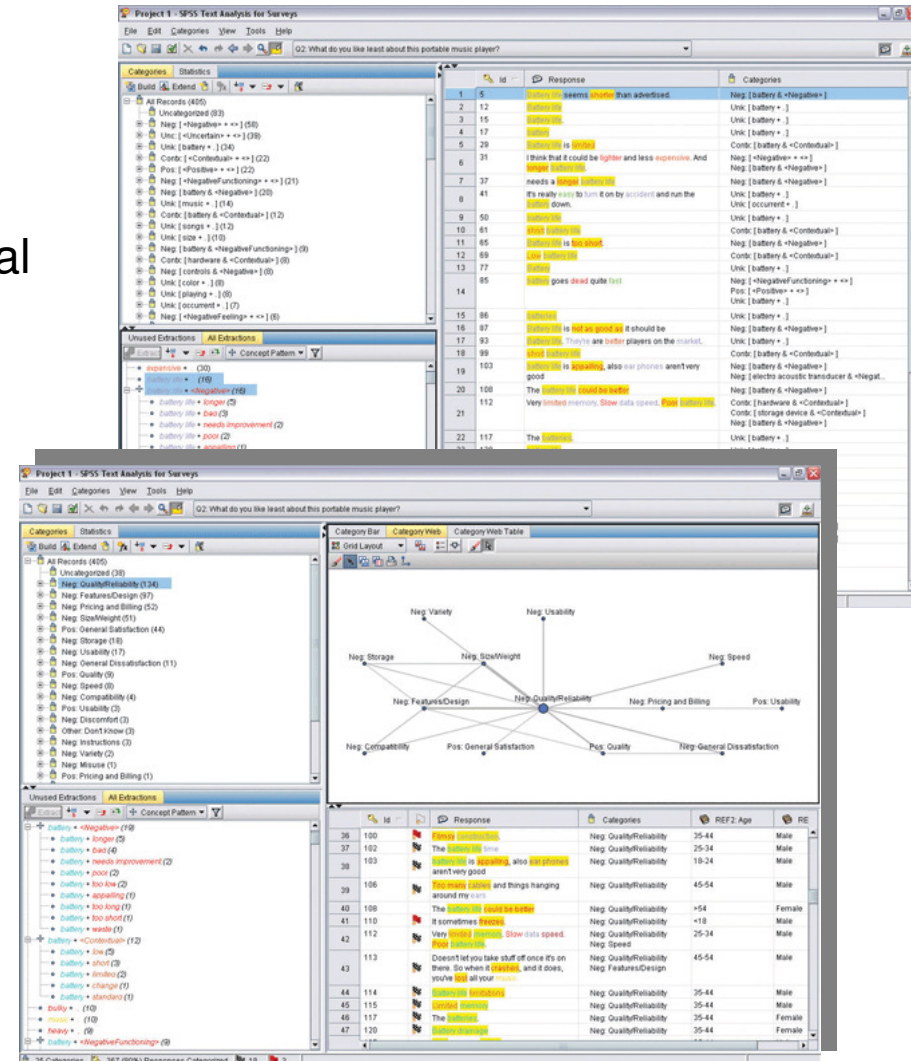 Project 1 - SPSS Text Analysis for Surveys
File Edit Categories View Tools Help
Q2: What do you like least about this portable music player?
al
Categories Statistics
Build Extend
All Records (405)
Uncategorized (83)
Neg: [ <Negative> + <> ] (58)
Unc: [ <Uncertain> + <> ] (39)
Unk: [ battery + . ] (34)
Contx: [ <Contextual> + <> ] (22)
Pos: [ <Positive> + <> ] (22)
Neg: [ <NegativeFunctioning> + <> ] (21)
Neg: [ battery & <Negative> ] (20)
Unk: [ music + . ] (14)
Contx: [ battery & <Contextual> ] (12)
Unk: [ songs + . ] (12)
Unk: [ size + . ] (10)
Neg: [ battery & <NegativeFunctioning> ] (9)
Contx: [ hardware & <Contextual> ] (8)
Neg: [ controls & <Negative> ] (8)
Unk: [ color + . ] (8)
Unk: [ playing + . ] (8)
Unk: [ occurrent + . ] (7)
Neg: [ <NegativeFeeling> + <> ] (6)
Unused Extractions All Extractions
Extract Concept Pattern
expensive + . (30)
battery life + . (16)
battery life + <Negative> (16)
battery life + longer (5)
battery life + bad (3)
battery life + needs improvement (2)
battery life + poor (2)
battery life + appalling (1)
Id Response Categories
1 5 Battery life seems shorter than advertised. Neg: [ battery & <Negative> ]
2 12 Battery life Unk: [ battery + . ]
3 15 Battery life. Unk: [ battery + . ]
4 17 battery Unk: [ battery + . ]
5 29 Battery life is limited Contx: [ battery & <Contextual> ]
6 31 I think that it could be lighter and less expensive. And Neg: [ <Negative> + <> ]
longer battery life. Neg: [ battery & <Negative> ]
7 37 needs a longer battery life Neg: [ battery & <Negative> ]
8 41 It's really easy to turn it on by accident and run the Unk: [ battery + . ]
battery down. Unk: [ occurrent + . ]
9 50 battery life Unk: [ battery + . ]
10 61 short battery life Contx: [ battery & <Contextual> ]
11 65 Battery life is too short. Neg: [ battery & <Negative> ]
12 69 Low battery life Contx: [ battery & <Contextual> ]
13 77 Battery Unk: [ battery + . ]
14 85 battery goes dead quite fast. Neg: [ <NegativeFunctioning> + <> ]
Pos: [ <Positive> + <> ]
Unk: [ battery + . ]
15 86 batteries Unk: [ battery + . ]
16 87 Battery life is not as good as it should be Neg: [ battery & <Negative> ]
17 93 Battery life. They're are better players on the market. Unk: [ battery + . ]
18 99 short battery life Contx: [ battery & <Contextual> ]
19 103 battery life is appalling, also ear phones aren't very Neg: [ battery & <Negative> ]
good Neg: [ electro acoustic transducer & <Negat...
20 108 The battery life could be better Neg: [ battery & <Negative> ]
21 112 Very limited memory, Slow data speed, Poor battery life. Contx: [ hardware & <Contextual> ]
Contx: [ storage device & <Contextual> ]
Neg: [ battery & <Negative> ]
22 117 The batteries. Unk: [ battery + . ]
Project 1 - SPSS Text Analysis for Surveys
File Edit Categories View Tools Help
Q2: What do you like least about this portable music player?
Categories Statistics
Build Extend
All Records (405)
Uncategorized (38)
Neg: Quality/Reliability (134)
Neg: Features/Design (97)
Neg: Pricing and Billing (52)
Neg: Size/Weight (51)
Pos: General Satisfaction (44)
Neg: Storage (18)
Neg: Usability (17)
Neg: General Dissatisfaction (11)
Pos: Quality (9)
Neg: Speed (8)
Neg: Compatibility (4)
Pos: Usability (3)
Neg: Discomfort (3)
Other: Don't Know (3)
Neg: Instructions (3)
Neg: Variety (2)
Neg: Misuse (1)
Pos: Pricing and Billing (1)
Unused Extractions All Extractions
Extract Concept Pattern
battery + <Negative> (19)
battery + longer (5)
battery + bad (4)
battery + needs improvement (2)
battery + poor (2)
battery + too low (2)
battery + appalling (1)
battery + too long (1)
battery + too short (1)
battery + waste (1)
battery + <Contextual> (12)
battery + low (5)
battery + short (3)
battery + limited (2)
battery + change (1)
battery + standard (1)
bulky + . (10)
music + . (10)
heavy + . (9)
battery + <NegativeFunctioning> (9)
Category Bar Category Web Category Web Table
Grid Layout
Neg: Variety Neg: Usability
Neg: Storage Neg: Size/Weight Neg: Speed
Neg: Features/Design Neg: Quality/Reliability Neg: Pricing and Billing Pos: Usability
Neg: Compatibility Pos: General Satisfaction Pos: Quality Neg: General Dissatisfaction
Id Response Categories REF2: Age RE
36 100 Flimsy construction. Neg: Quality/Reliability 35-44 Male
37 102 The battery life time Neg: Quality/Reliability 25-34 Male
38 103 battery life is appalling, also ear phones Neg: Quality/Reliability 18-24 Male
aren't very good
39 106 Too many cables and things hanging Neg: Quality/Reliability 45-54 Male
around my ears
40 108 The battery life could be better Neg: Quality/Reliability >54 Female
41 110 It sometimes freezes. Neg: Quality/Reliability <18 Male
42 112 Very limited memory, Slow data speed, Neg: Quality/Reliability 25-34 Male
Poor battery life. Neg: Speed
43 113 Doesn't let you take stuff off once it's on Neg: Quality/Reliability 45-54 Male
there. So when it crashes, and it does, Neg: Features/Design
you've lost all your music
44 114 Battery life limitations Neg: Quality/Reliability 35-44 Male
45 115 Limited memory Neg: Quality/Reliability 35-44 Male
46 117 The batteries. Neg: Quality/Reliability 35-44 Female
47 120 Battery drainage Neg: Quality/Reliability 35-44 Female